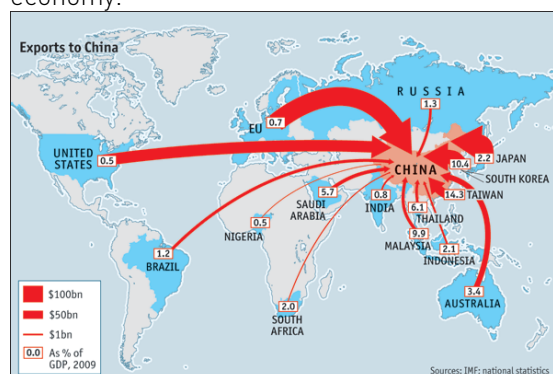 economy.
Exports to China
RUSSIA
1.3
EU
0.7
UNITED
STATES
0.5
CHINA
10.4
2.2
JAPAN
SOUTH KOREA
14.3
TAIWAN
5.7
SAUDI
ARABIA
0.8
INDIA
6.1
THAILAND
0.5
NIGERIA
9.9
MALAYSIA
2.1
INDONESIA
1.2
BRAZIL
2.0
SOUTH
AFRICA
3.4
AUSTRALIA
$100bn
$50bn
$1bn
0.0
As % of
GDP, 2009
Sources: IMF; national statistics